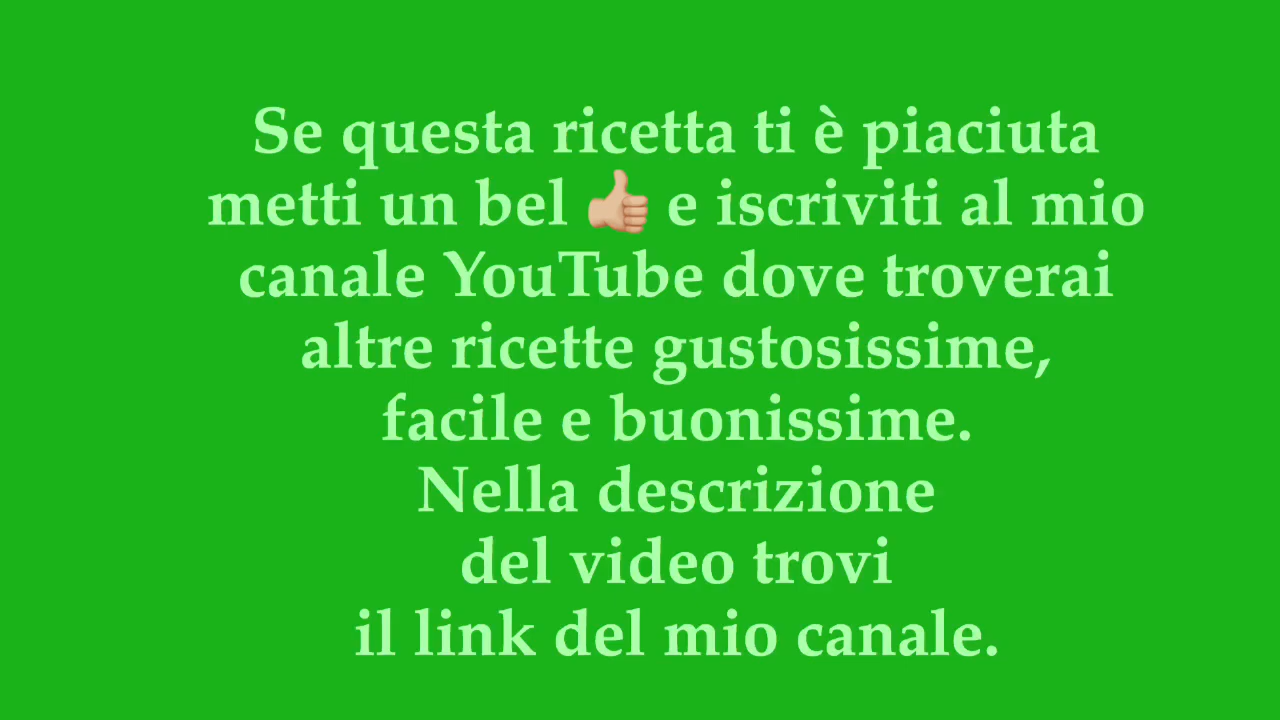 Se questa ricetta ti è piaciuta
metti un bel 👍🏼 e iscriviti al mio
canale YouTube dove troverai
altre ricette gustosissime,
facile e buonissime.
Nella descrizione
del video trovi
il link del mio canale.